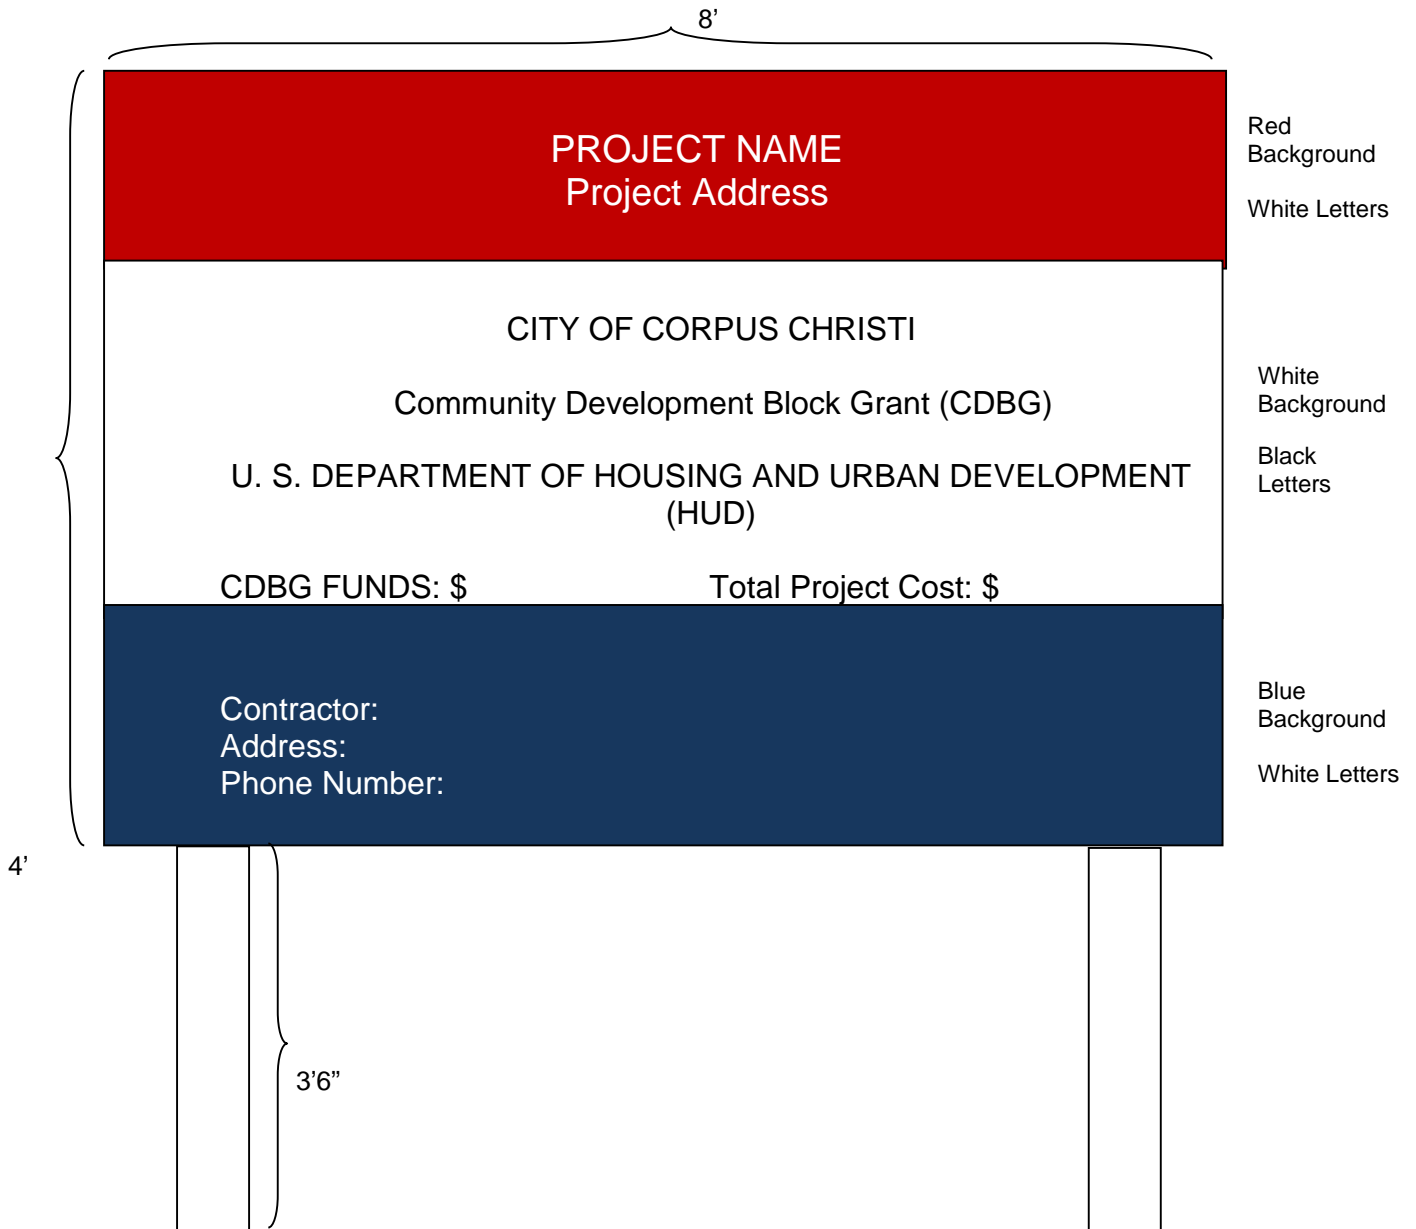 8’
PROJECT NAME
Project Address
Red
Background
White Letters
CITY OF CORPUS CHRISTI
Community Development Block Grant (CDBG)
U. S. DEPARTMENT OF HOUSING AND URBAN DEVELOPMENT
(HUD)
CDBG FUNDS: $ Total Project Cost: $
White
Background
Black
Letters
Contractor:
Address:
Phone Number:
Blue
Background
White Letters
4’
3’6”